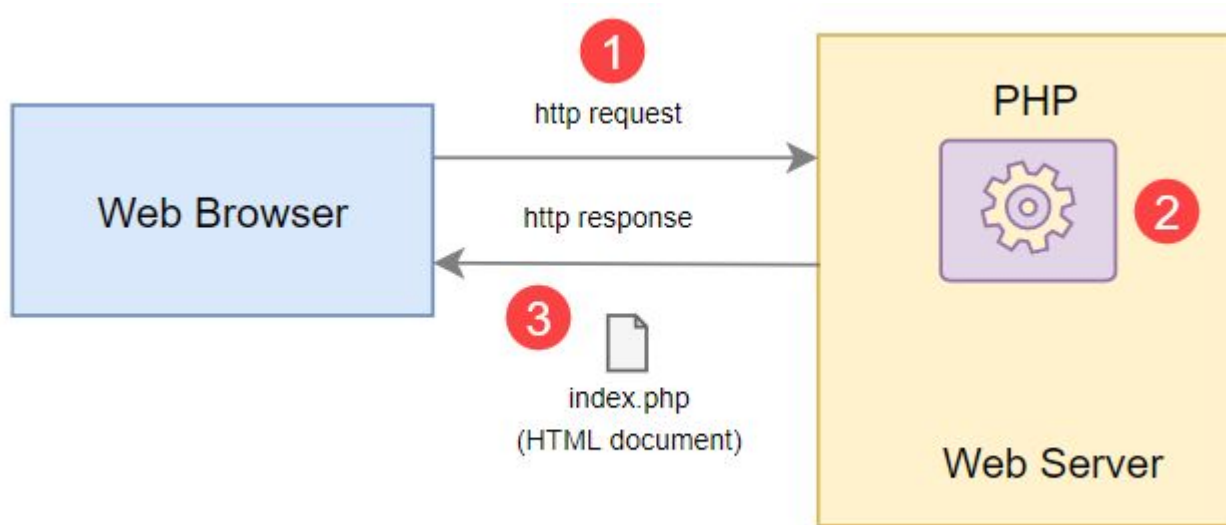 1
http request
PHP
Web Browser
http response
2
3
index.php
(HTML document)
Web Server